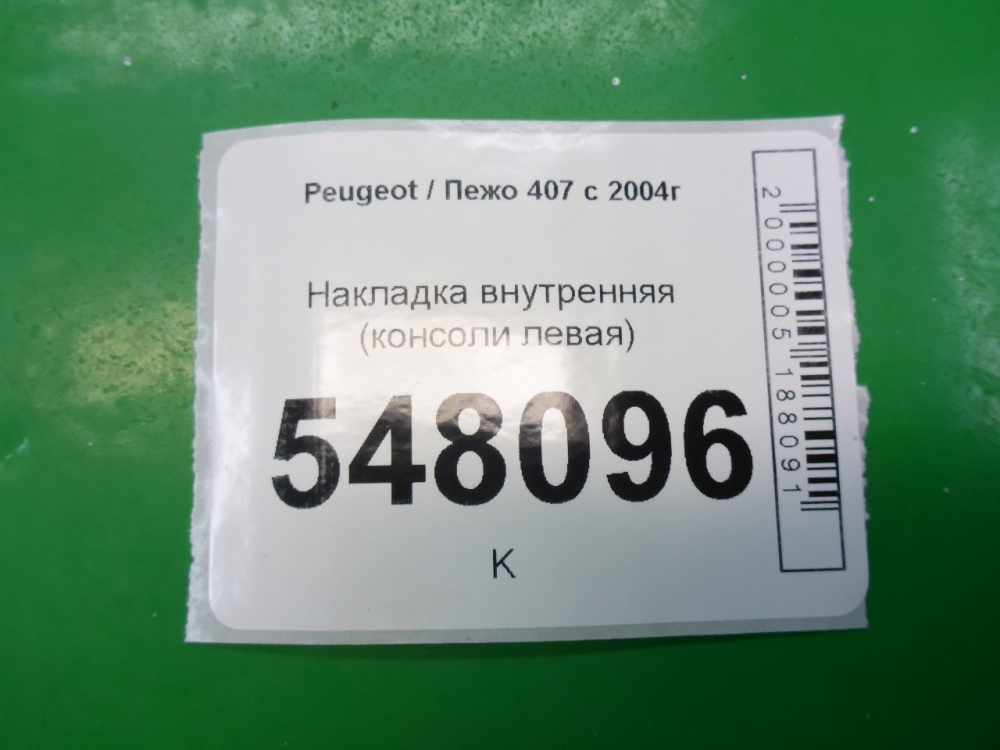 Peugeot / Пежо 407 с 2004г
Накладка внутренняя
(консоли левая)
548096
К
2000005188091